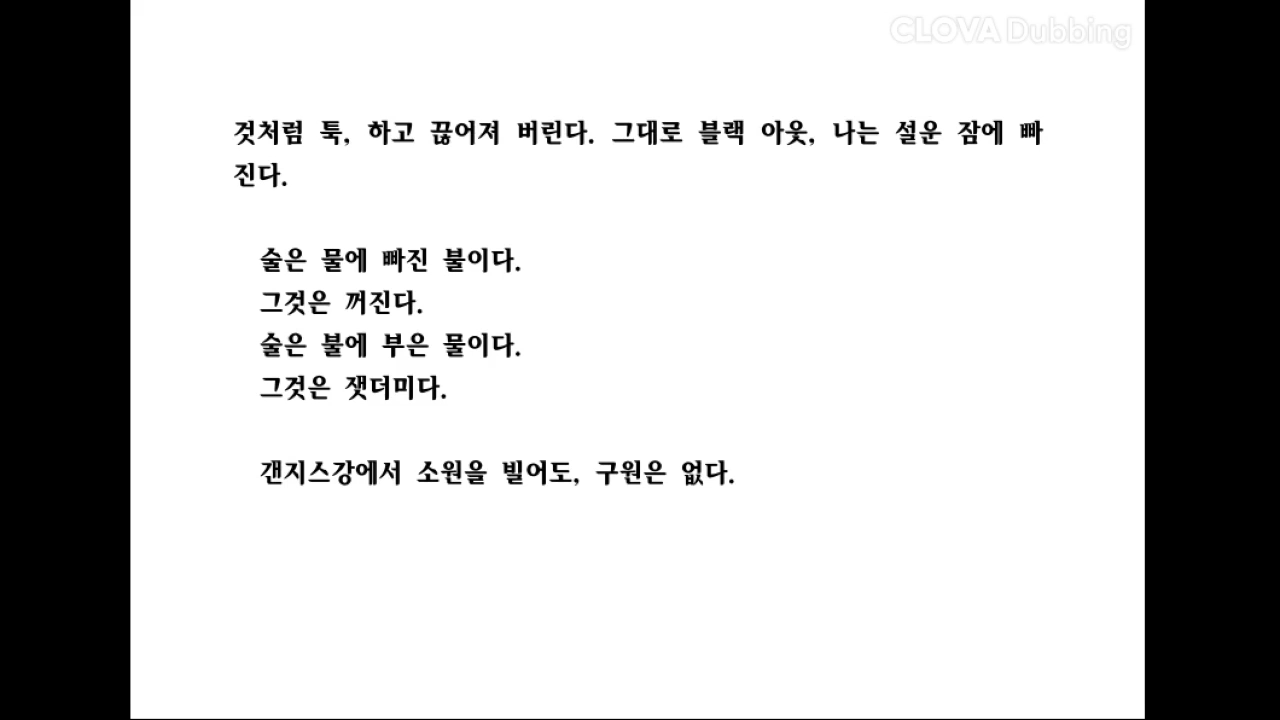 CLOVA Dubbing
것처럼 툭, 하고 끊어져 버린다. 그대로 블랙 아웃, 나는 설운 잠에 빠
진다.
술은 물에 빠진 불이다.
그것은 꺼진다.
술은 불에 부은 물이다.
그것은 잿더미다.
갠지스강에서 소원을 빌어도, 구원은 없다.